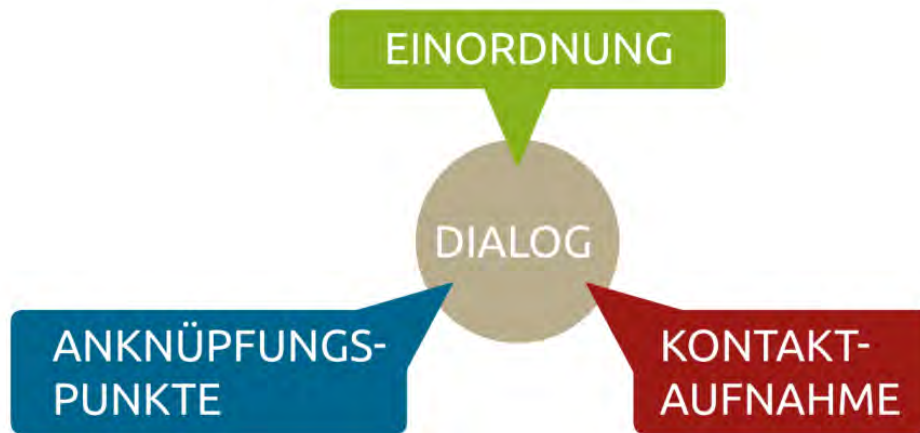 EINORDNUNG
DIALOG
ANKNÜPFUNGS-
PUNKTE
KONTAKT-
AUFNAHME